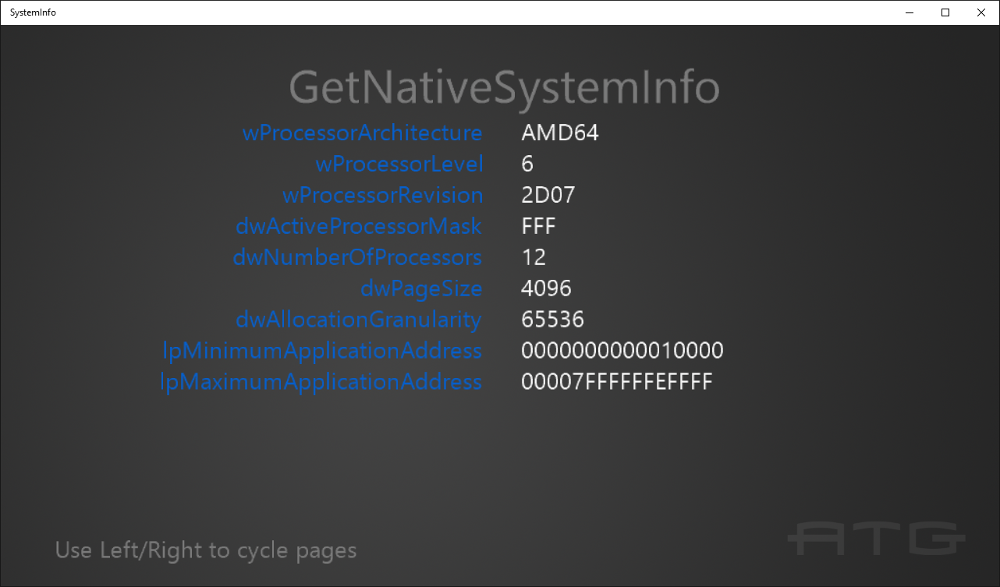 SystemInfo
GetNativeSystemInfo
wProcessorArchitecture AMD64
wProcessorLevel 6
wProcessorRevision 2D07
dwActiveProcessorMask FFF
dwNumberOfProcessors 12
dwPageSize 4096
dwAllocationGranularity 65536
lpMinimumApplicationAddress 0000000000010000
lpMaximumApplicationAddress 00007FFFFFFEFFFF
Use Left/Right to cycle pages
ATG